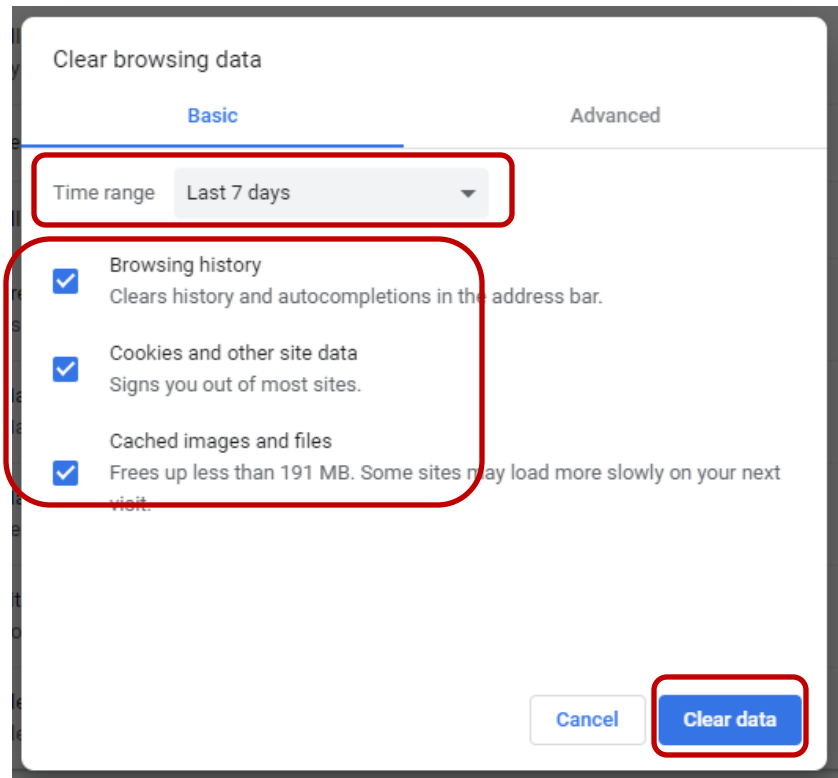 Clear browsing data
Basic
Advanced
Time range
Last 7 days
Browsing history
Clears history and autocompletions in the address bar.
Cookies and other site data
Signs you out of most sites.
Cached images and files
Frees up less than 191 MB. Some sites may load more slowly on your next
visit.
Cancel
Clear data